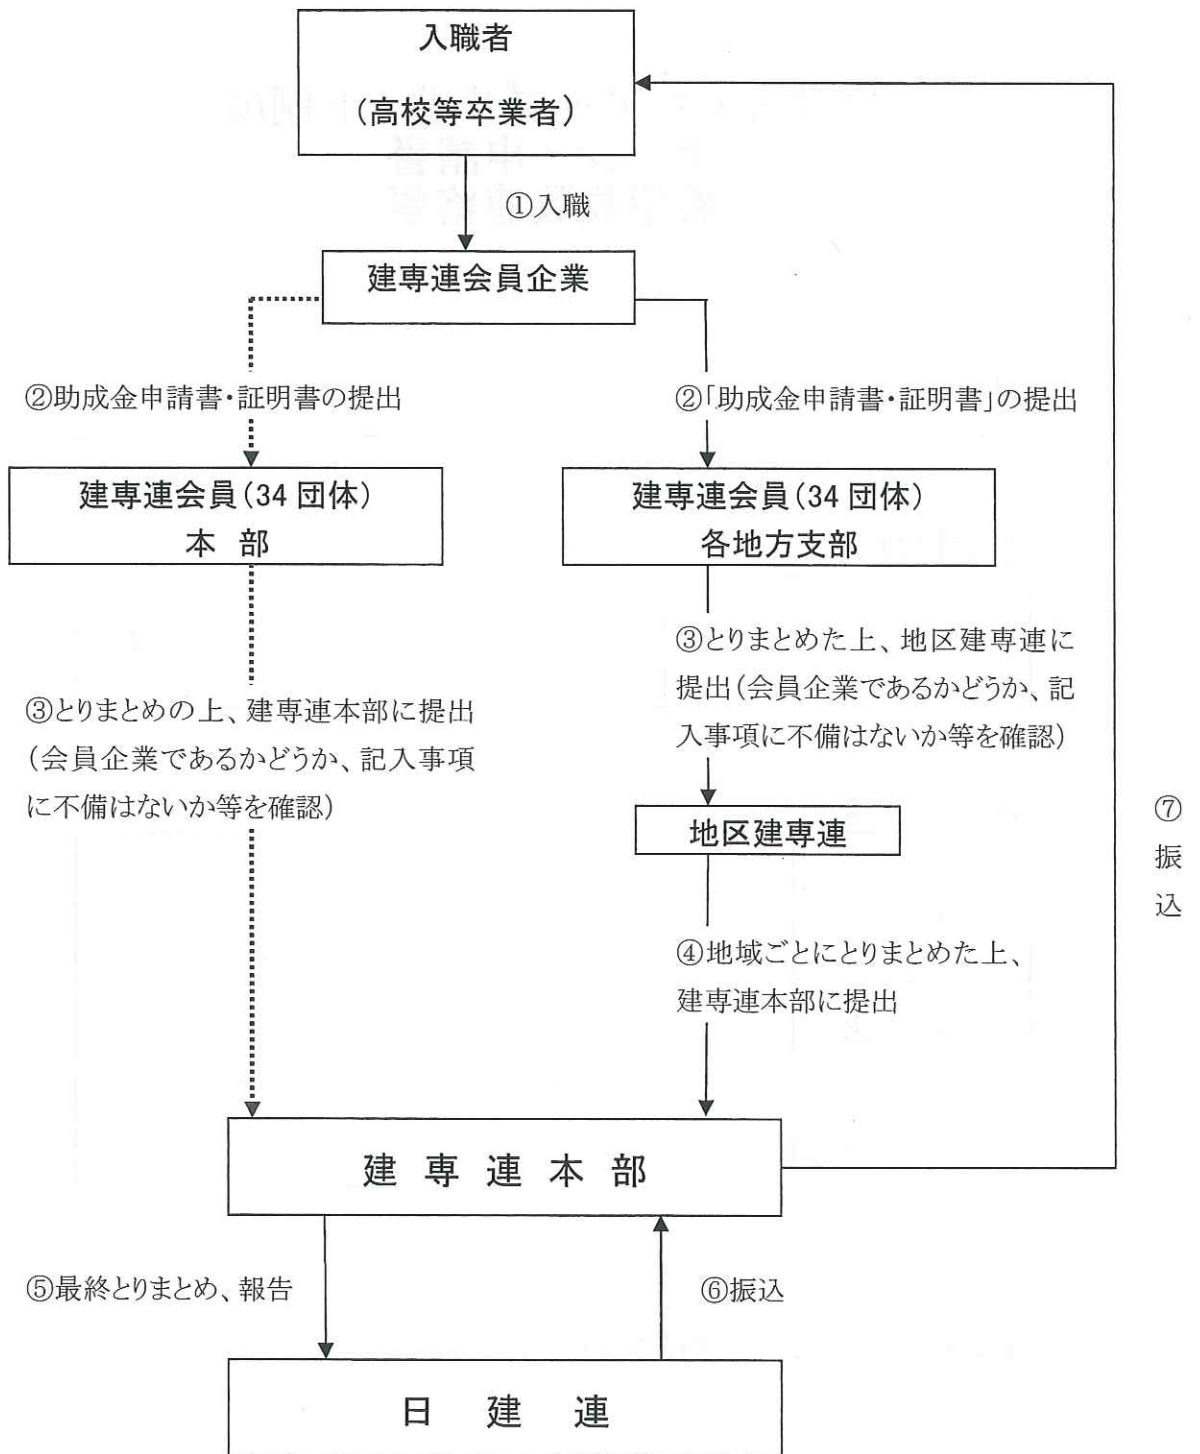 入職者
(高校等卒業者)
①入職
建専連会員企業
②助成金申請書・証明書の提出
②「助成金申請書・証明書」の提出
建専連会員(34 団体)
本 部
建専連会員(34 団体)
各地方支部
③とりまとめた上、地区建専連に
提出(会員企業であるかどうか、記
入事項に不備はないか等を確認)
③とりまとめの上、建専連本部に提出
(会員企業であるかどうか、記入事項
に不備はないか等を確認)
地区建専連
⑦
振
込
④地域ごとにとりまとめた上、
建専連本部に提出
建 専 連 本 部
⑤最終とりまとめ、報告
⑥振込
日 建 連